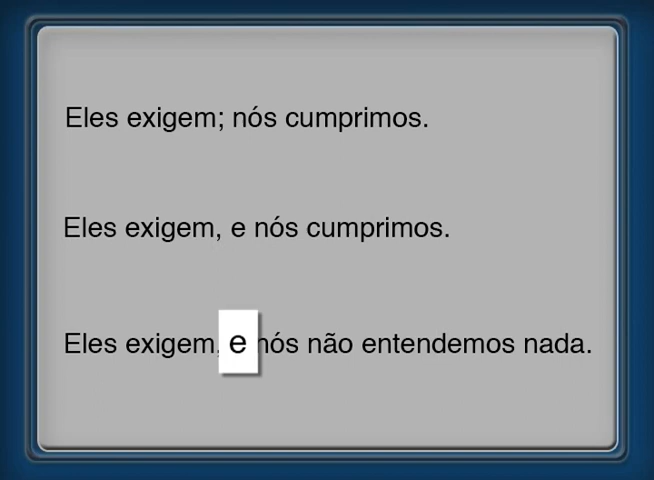 Eles exigem; nós cumprimos.
Eles exigem, e nós cumprimos.
Eles exigem, e nós não entendemos nada.